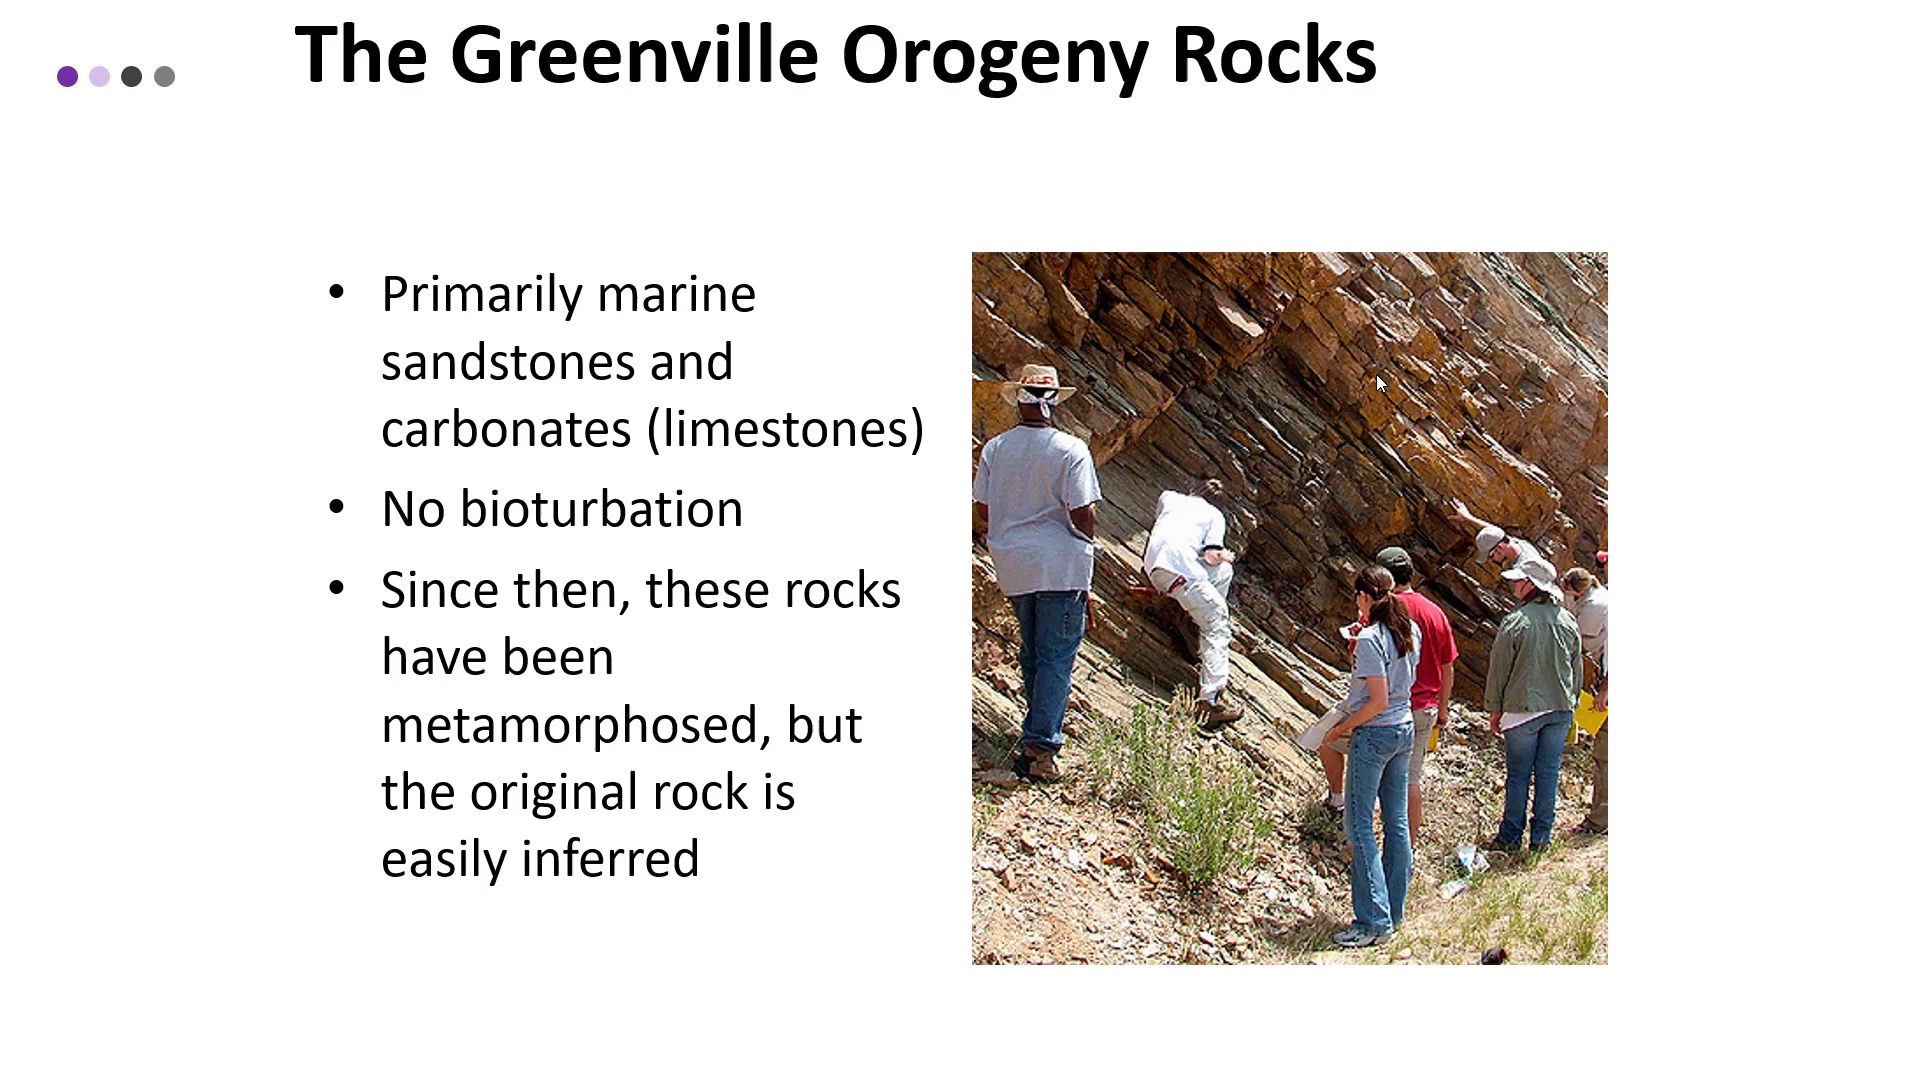 The Greenville Orogeny Rocks
• Primarily marine
sandstones and
carbonates (limestones)
• No bioturbation
• Since then, these rocks
have been
metamorphosed, but
the original rock is
easily inferred